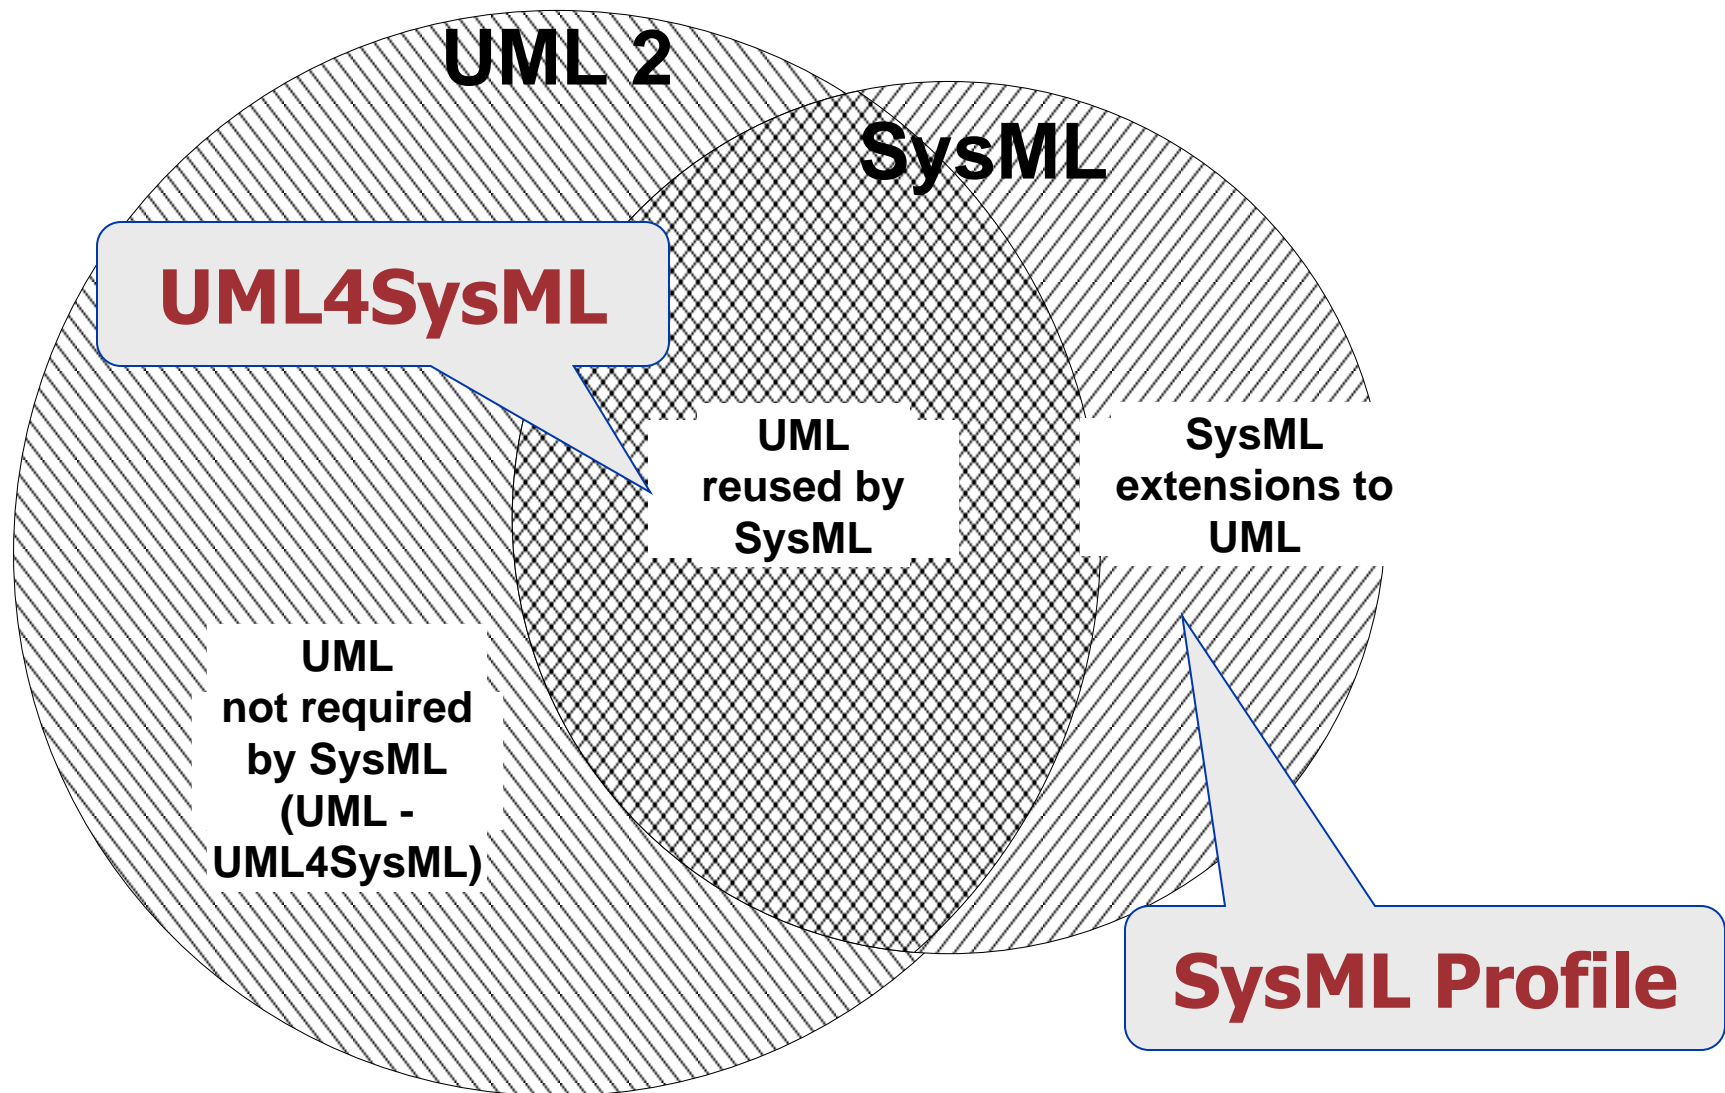 UML 2
SysML
UML4SysML
UML
reused by
SysML
SysML
extensions to
UML
UML
not required
by SysML
(UML -
UML4SysML)
SysML Profile